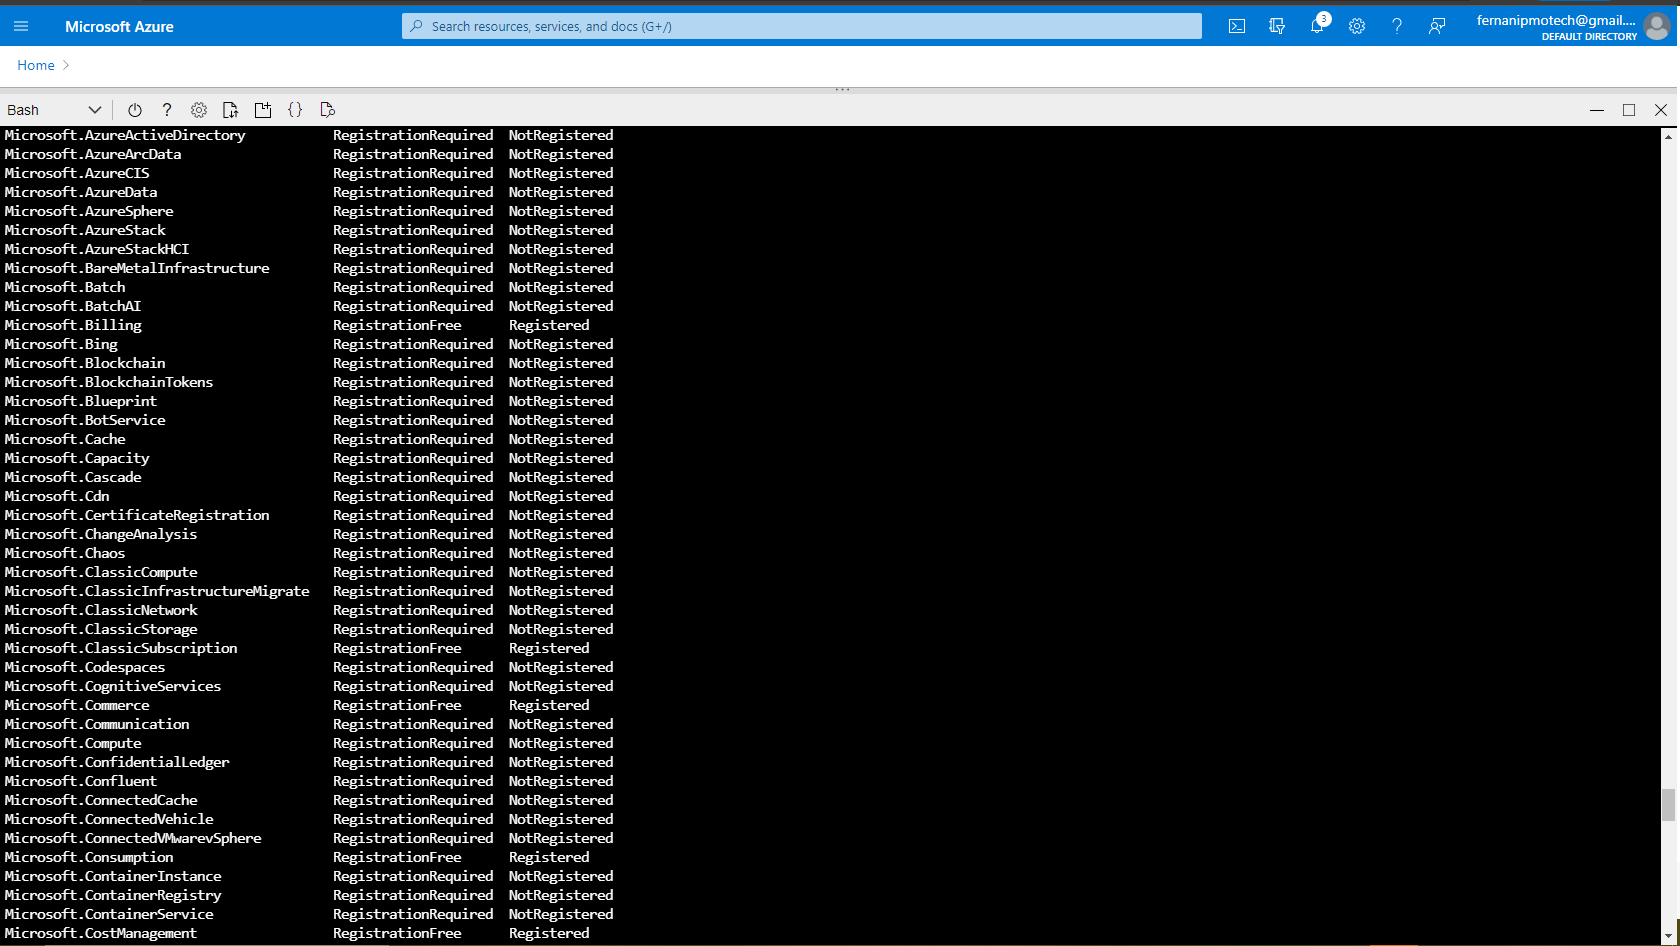 Microsoft Azure
Search resources, services, and docs (G+/)
3
fernanipmotech@gmail....
DEFAULT DIRECTORY
Home >
Bash
Microsoft.AzureActiveDirectory RegistrationRequired NotRegistered
Microsoft.AzureArcData RegistrationRequired NotRegistered
Microsoft.AzureCIS RegistrationRequired NotRegistered
Microsoft.AzureData RegistrationRequired NotRegistered
Microsoft.AzureSphere RegistrationRequired NotRegistered
Microsoft.AzureStack RegistrationRequired NotRegistered
Microsoft.AzureStackHCI RegistrationRequired NotRegistered
Microsoft.BareMetalInfrastructure RegistrationRequired NotRegistered
Microsoft.Batch RegistrationRequired NotRegistered
Microsoft.BatchAI RegistrationRequired NotRegistered
Microsoft.Billing RegistrationFree Registered
Microsoft.Bing RegistrationRequired NotRegistered
Microsoft.Blockchain RegistrationRequired NotRegistered
Microsoft.BlockchainTokens RegistrationRequired NotRegistered
Microsoft.Blueprint RegistrationRequired NotRegistered
Microsoft.BotService RegistrationRequired NotRegistered
Microsoft.Cache RegistrationRequired NotRegistered
Microsoft.Capacity RegistrationRequired NotRegistered
Microsoft.Cascade RegistrationRequired NotRegistered
Microsoft.Cdn RegistrationRequired NotRegistered
Microsoft.CertificateRegistration RegistrationRequired NotRegistered
Microsoft.ChangeAnalysis RegistrationRequired NotRegistered
Microsoft.Chaos RegistrationRequired NotRegistered
Microsoft.ClassicCompute RegistrationRequired NotRegistered
Microsoft.ClassicInfrastructureMigrate RegistrationRequired NotRegistered
Microsoft.ClassicNetwork RegistrationRequired NotRegistered
Microsoft.ClassicStorage RegistrationRequired NotRegistered
Microsoft.ClassicSubscription RegistrationFree Registered
Microsoft.Codespaces RegistrationRequired NotRegistered
Microsoft.CognitiveServices RegistrationRequired NotRegistered
Microsoft.Commerce RegistrationFree Registered
Microsoft.Communication RegistrationRequired NotRegistered
Microsoft.Compute RegistrationRequired NotRegistered
Microsoft.ConfidentialLedger RegistrationRequired NotRegistered
Microsoft.Confluent RegistrationRequired NotRegistered
Microsoft.ConnectedCache RegistrationRequired NotRegistered
Microsoft.ConnectedVehicle RegistrationRequired NotRegistered
Microsoft.ConnectedVMwarevSphere RegistrationRequired NotRegistered
Microsoft.Consumption RegistrationFree Registered
Microsoft.ContainerInstance RegistrationRequired NotRegistered
Microsoft.ContainerRegistry RegistrationRequired NotRegistered
Microsoft.ContainerService RegistrationRequired NotRegistered
Microsoft.CostManagement RegistrationFree Registered